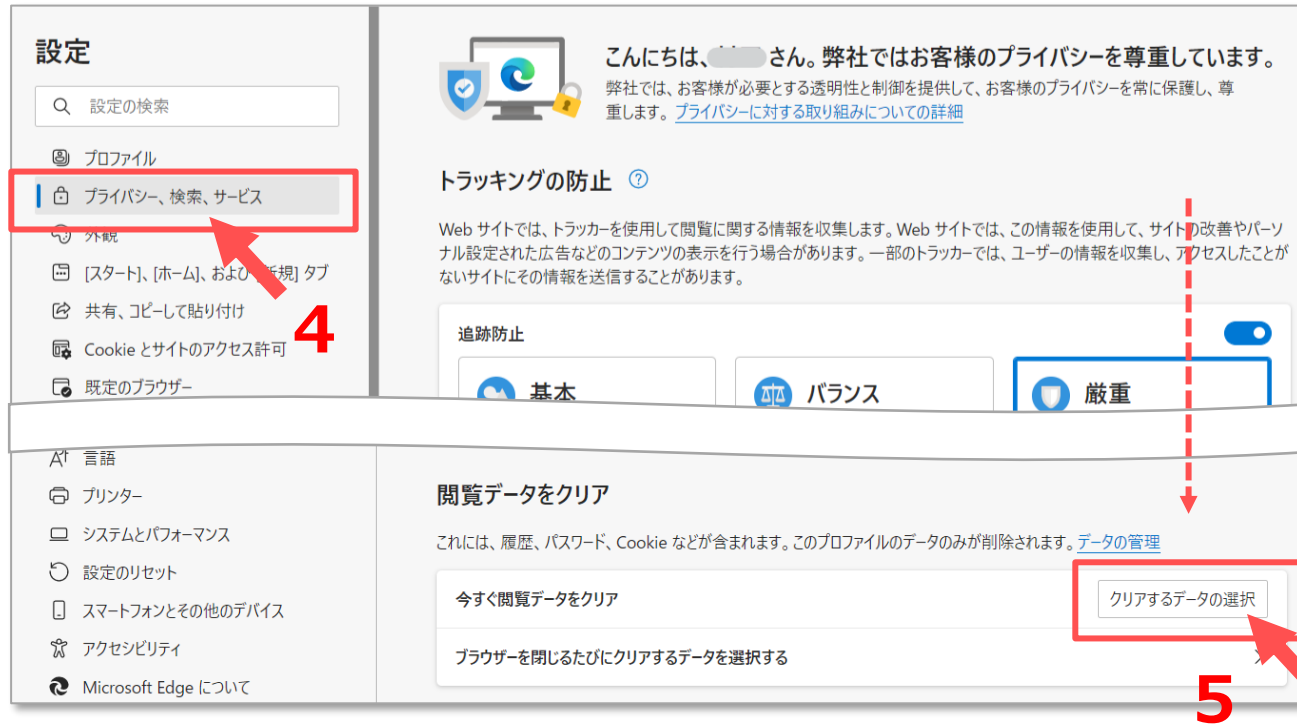 設定
設定の検索
プロファイル
プライバシー、検索、サービス
外観
[スタート]、[ホーム]、および [新規] タブ
共有、コピーして貼り付け
Cookie とサイトのアクセス許可
既定のブラウザー
4
こんにちは、 さん。弊社ではお客様のプライバシーを尊重しています。
弊社では、お客様が必要とする透明性と制御を提供して、お客様のプライバシーを常に保護し、尊
重します。プライバシーに対する取り組みについての詳細
トラッキングの防止
Web サイトでは、トラッカーを使用して閲覧に関する情報を収集します。Web サイトでは、この情報を使用して、サイトの改善やパーソ
ナル設定された広告などのコンテンツの表示を行う場合があります。一部のトラッカーでは、ユーザーの情報を収集し、アクセスしたことが
ないサイトにその情報を送信することがあります。
追跡防止
基本
バランス
厳重
言語
プリンター
システムとパフォーマンス
設定のリセット
スマートフォンとその他のデバイス
アクセシビリティ
Microsoft Edge について
閲覧データをクリア
これには、履歴、パスワード、Cookie などが含まれます。このプロファイルのデータのみが削除されます。データの管理
今すぐ閲覧データをクリア
クリアするデータの選択
ブラウザーを閉じるたびにクリアするデータを選択する
5